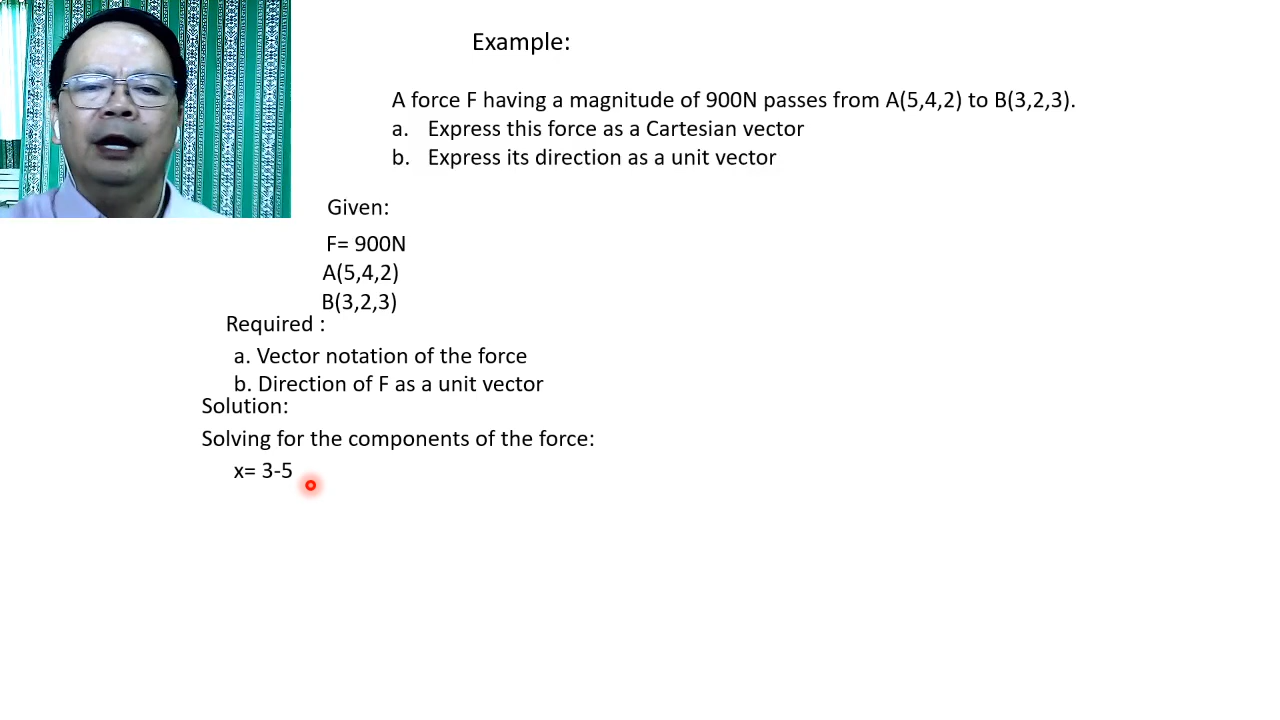 Example:
A force F having a magnitude of 900N passes from A(5,4,2) to B(3,2,3).
a. Express this force as a Cartesian vector
b. Express its direction as a unit vector
Given:
F= 900N
A(5,4,2)
B(3,2,3)
Required :
a. Vector notation of the force
b. Direction of F as a unit vector
Solution:
Solving for the components of the force:
x= 3-5